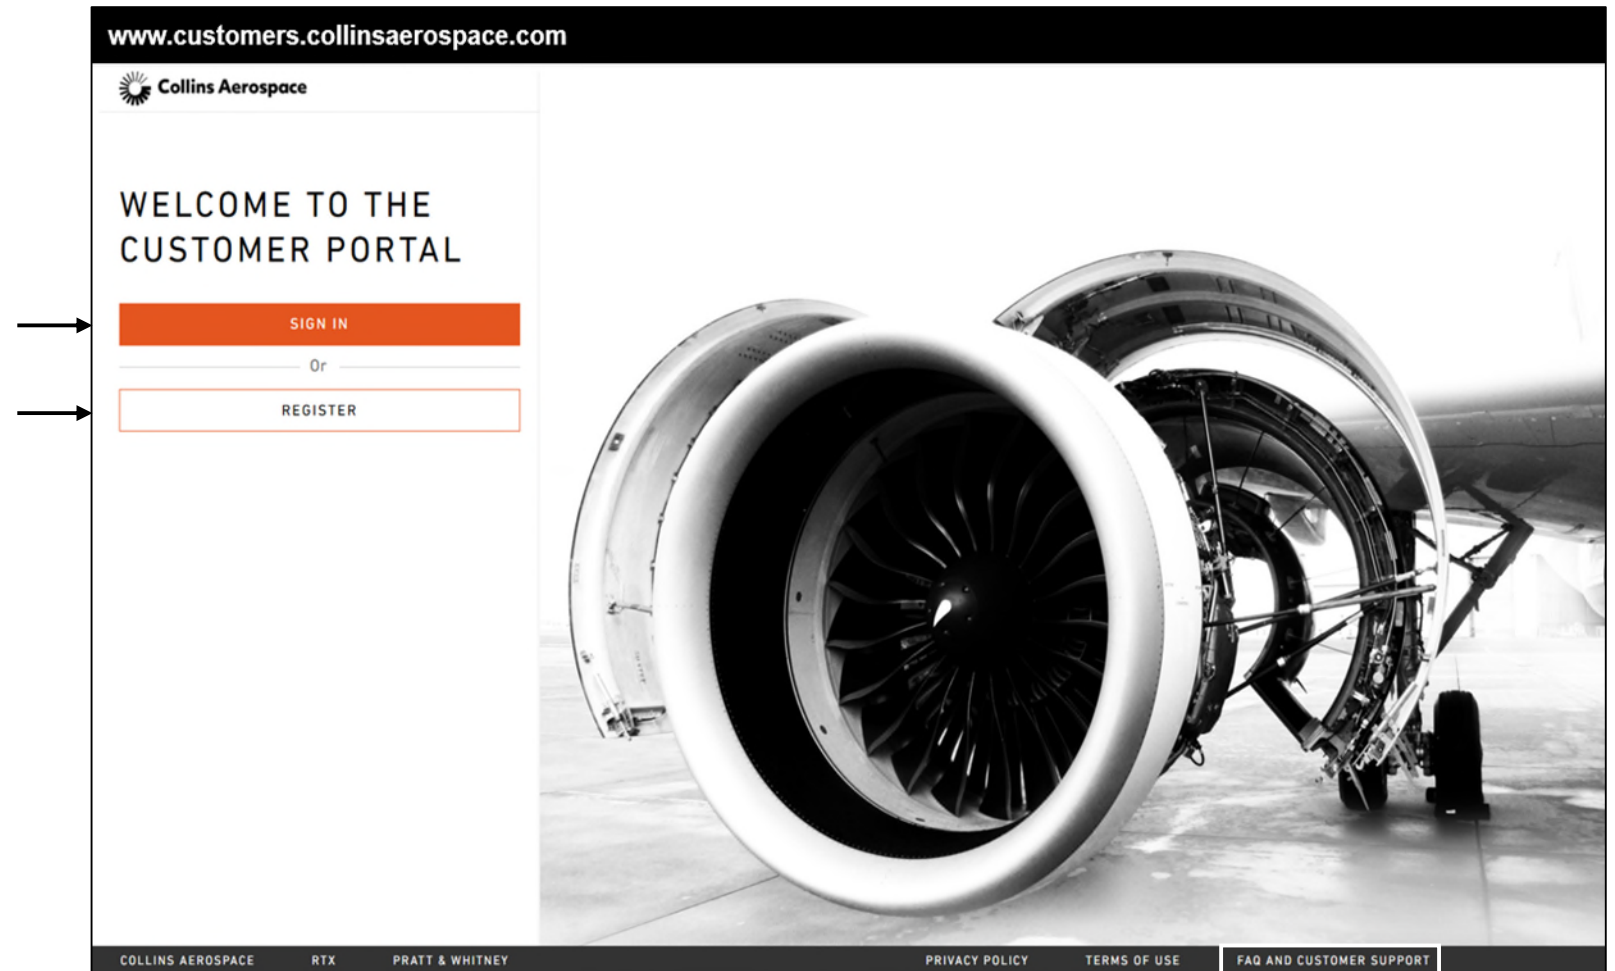 www.customers.collinsaerospace.com
Collins Aerospace
WELCOME TO THE
CUSTOMER PORTAL
SIGN IN
Or
REGISTER
COLLINS AEROSPACE RTX PRATT & WHITNEY PRIVACY POLICY TERMS OF USE FAQ AND CUSTOMER SUPPORT